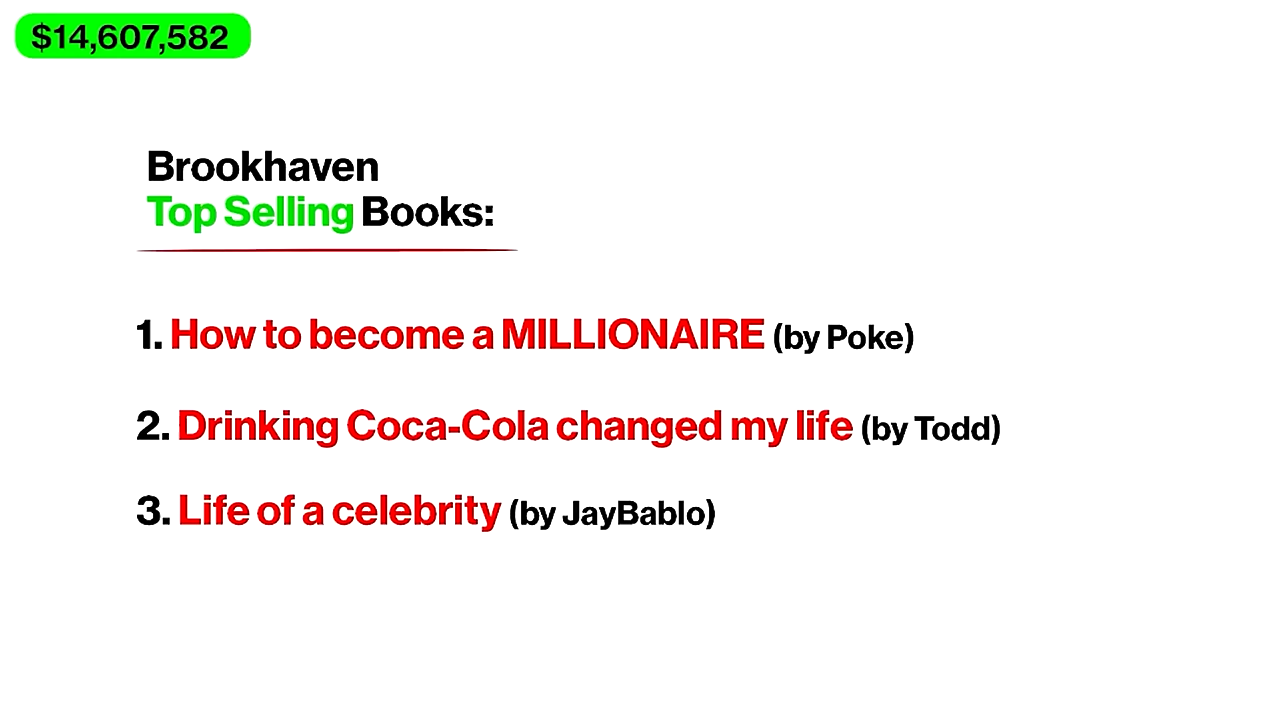 $14,607,582
Brookhaven
Top Selling Books:
1. How to become a MILLIONAIRE (by Poke)
2. Drinking Coca-Cola changed my life (by Todd)
3. Life of a celebrity (by JayBablo)